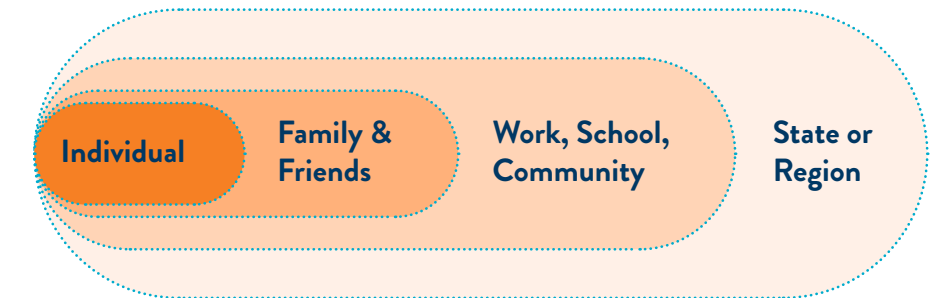 Individual
Family &
Friends
Work, School,
Community
State or
Region